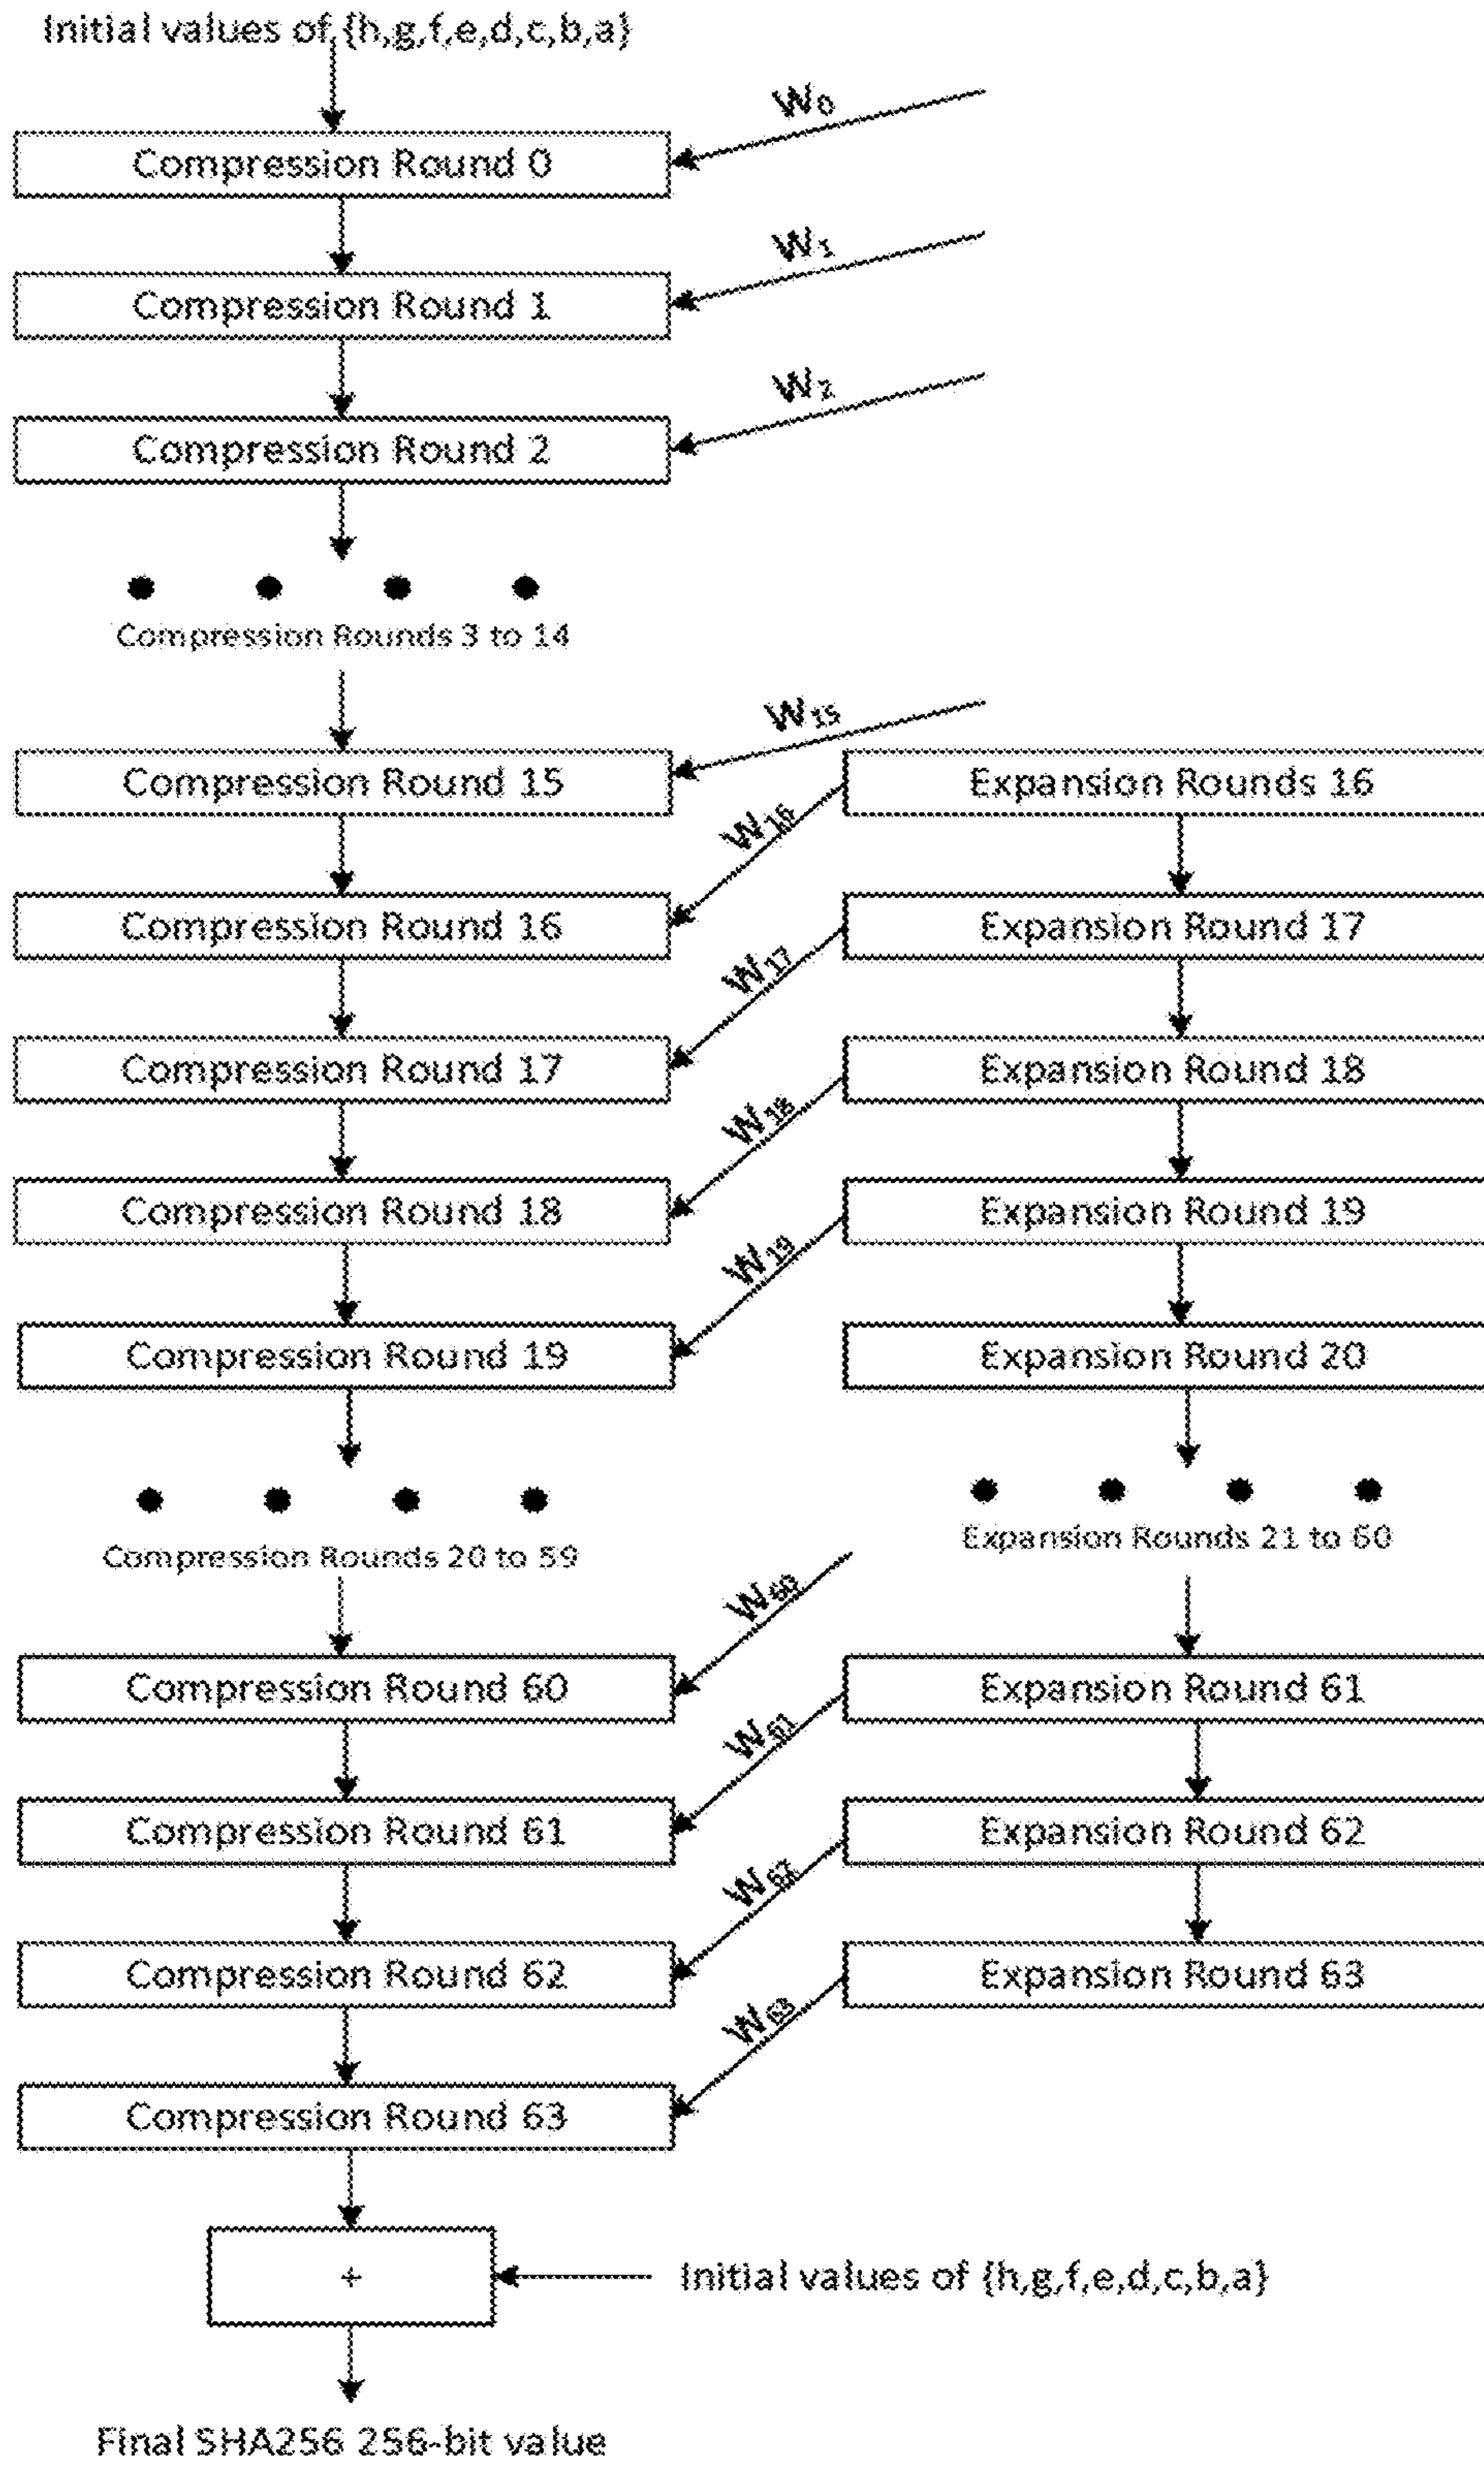 Initial values of {h,g,f,e,d,c,b,a}
W0
Compression Round 0
W1
Compression Round 1
W2
Compression Round 2
Compression Rounds 3 to 14
W15
Compression Round 15
Expansion Rounds 16
W16
Compression Round 16
Expansion Round 17
W17
Compression Round 17
Expansion Round 18
W18
Compression Round 18
Expansion Round 19
W19
Compression Round 19
Expansion Round 20
Compression Rounds 20 to 59
Expansion Rounds 21 to 60
W60
Compression Round 60
Expansion Round 61
W61
Compression Round 61
Expansion Round 62
W62
Compression Round 62
Expansion Round 63
W63
Compression Round 63
+
Initial values of {h,g,f,e,d,c,b,a}
Final SHA256 256-bit value